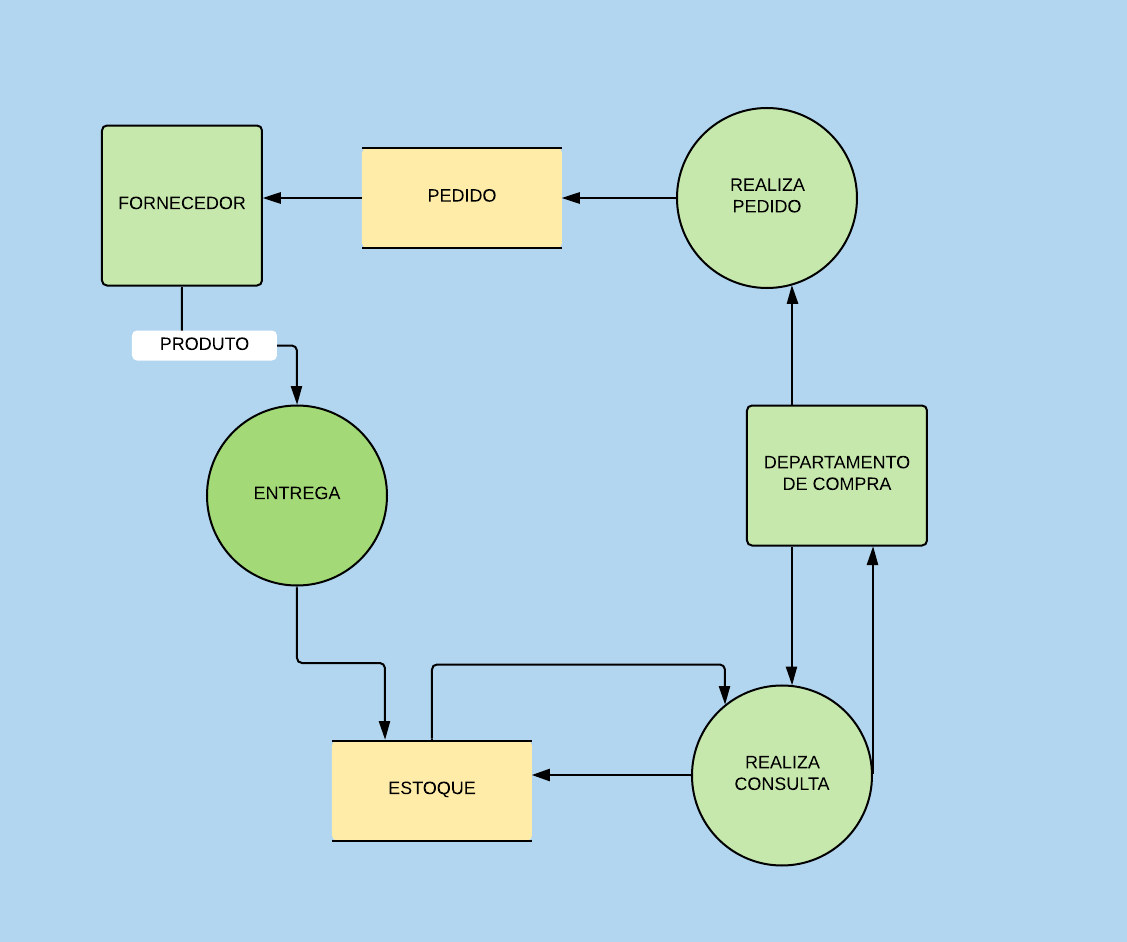 FORNECEDOR
PEDIDO
REALIZA
PEDIDO
PRODUTO
ENTREGA
DEPARTAMENTO
DE COMPRA
ESTOQUE
REALIZA
CONSULTA